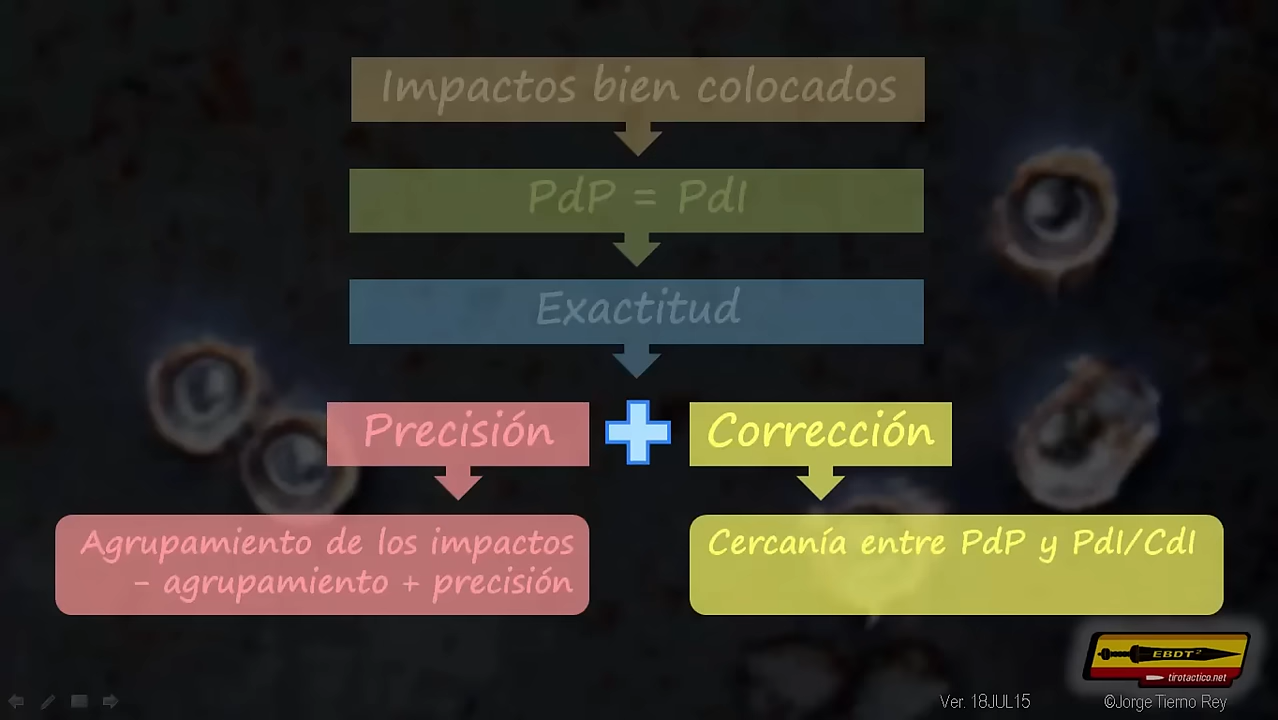 Impactos bien colocados
PdP = PdI
Exactitud
Precisión
Corrección
Agrupamiento de los impactos
- agrupamiento + precisión
Cercanía entre PdP y PdI/CdI
EBDT²
tirotactico.net
Ver. 18JUL15
©Jorge Tierno Rey